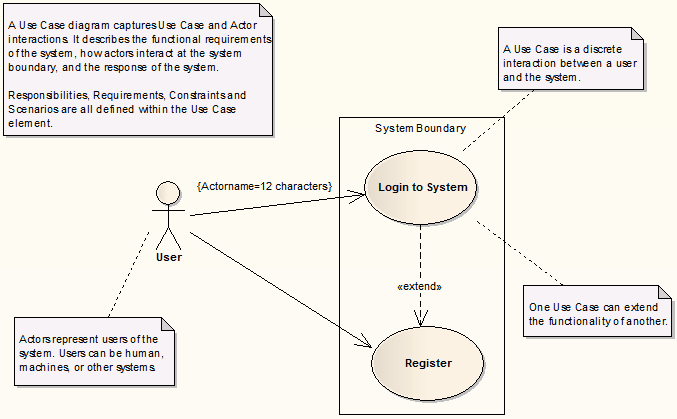 A Use Case diagram captures Use Case and Actor
interactions. It describes the functional requirements
of the system, how actors interact at the system
boundary, and the response of the system.
Responsibilities, Requirements, Constraints and
Scenarios are all defined within the Use Case
element.
A Use Case is a discrete
interaction between a user
and the system.
System Boundary
{Actorname=12 characters}
Login to System
User
«extend»
One Use Case can extend
the functionality of another.
Actors represent users of the
system. Users can be human,
machines, or other systems.
Register